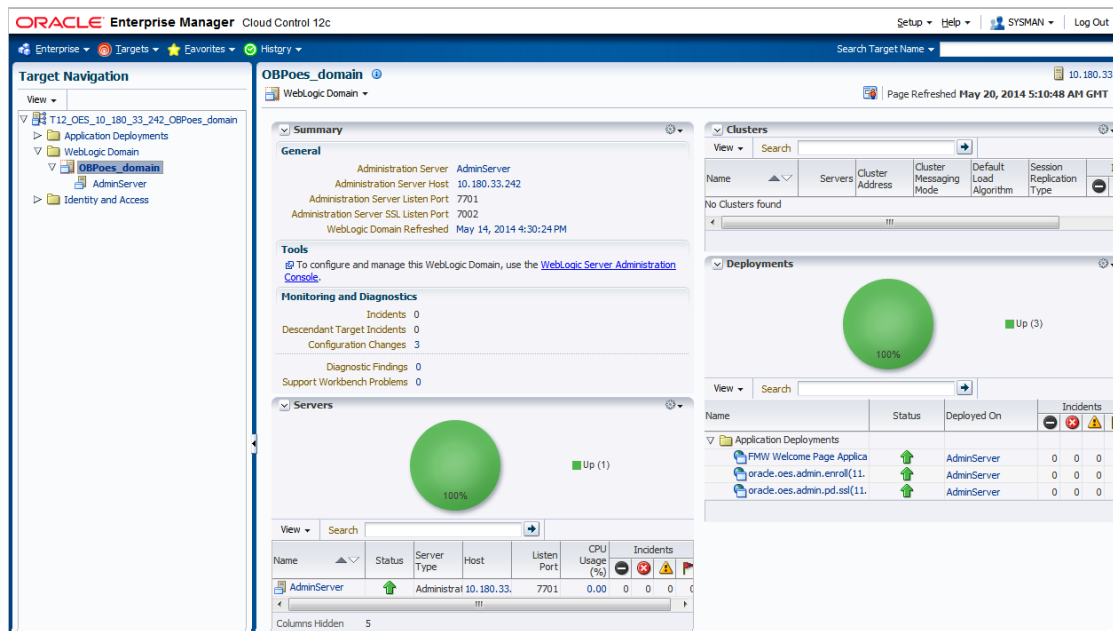 ORACLE Enterprise Manager Cloud Control 12c
Setup Help SYSMAN Log Out
Enterprise Targets Favorites History Search Target Name
Target Navigation
View
T12_OES_10_180_33_242_OBPoes_domain
Application Deployments
WebLogic Domain
OBPoes_domain
AdminServer
Identity and Access
OBPoes_domain
10.180.33
WebLogic Domain
Page Refreshed May 20, 2014 5:10:48 AM GMT
Summary
General
Administration Server AdminServer
Administration Server Host 10.180.33.242
Administration Server Listen Port 7701
Administration Server SSL Listen Port 7002
WebLogic Domain Refreshed May 14, 2014 4:30:24 PM
Tools
To configure and manage this WebLogic Domain, use the WebLogic Server Administration
Console.
Monitoring and Diagnostics
Incidents 0
Descendant Target Incidents 0
Configuration Changes 3
Diagnostic Findings 0
Support Workbench Problems 0
Servers
100%
Up (1)
View Search
Name Status Server Type Host Listen Port CPU Usage (%) Incidents
AdminServer Administrat 10.180.33. 7701 0.00 0 0 0
Columns Hidden 5
Clusters
View Search
Name Servers Cluster Address Cluster Messaging Mode Default Load Algorithm Session Replication Type
No Clusters found
Deployments
100%
Up (3)
View Search
Name Status Deployed On Incidents
Application Deployments
FMW Welcome Page Applica AdminServer 0 0 0
oracle.oes.admin.enroll(11. AdminServer 0 0 0
oracle.oes.admin.pd.ssl(11. AdminServer 0 0 0